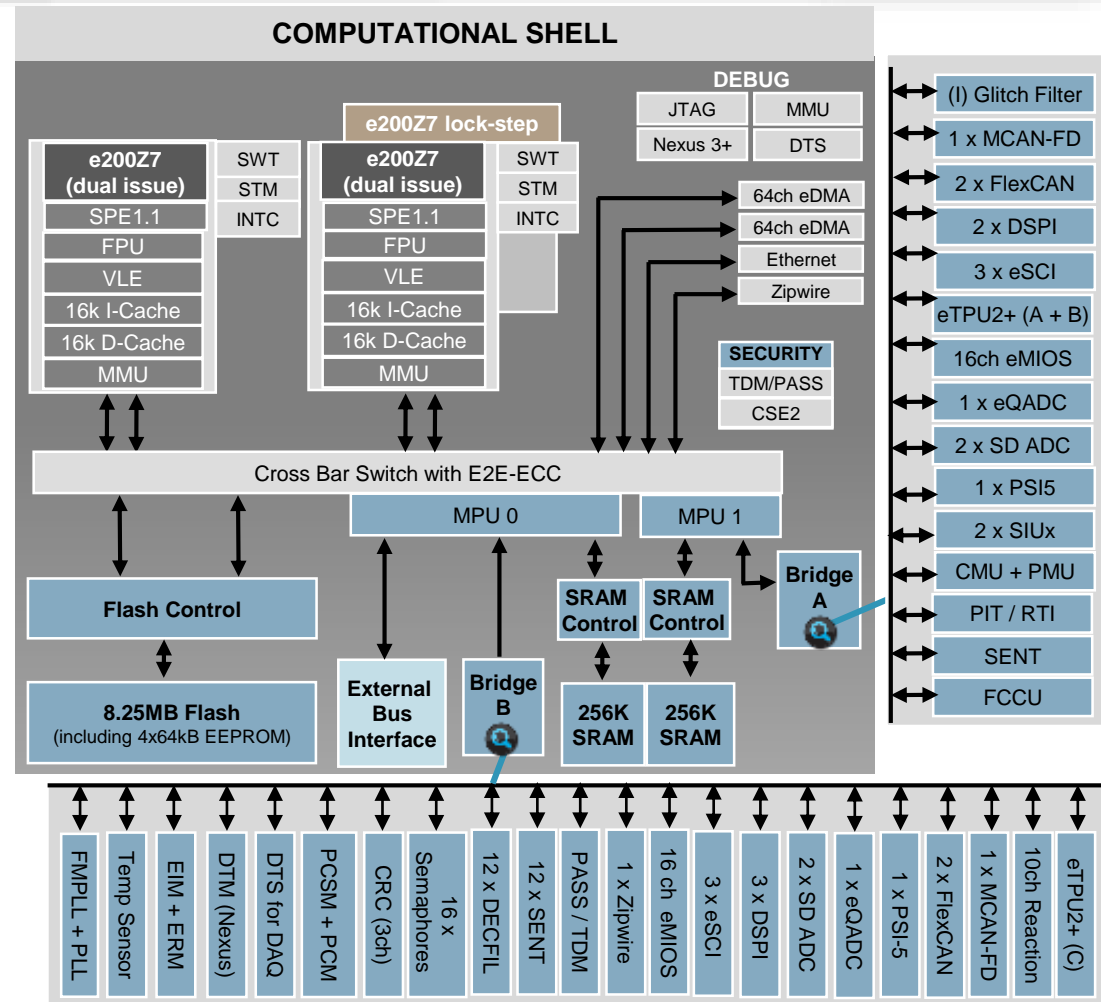 COMPUTATIONAL SHELL
e200Z7
(dual issue)
SPE1.1
FPU
VLE
16k I-Cache
16k D-Cache
MMU
SWT
STM
INTC
e200Z7 lock-step
e200Z7
(dual issue)
SPE1.1
FPU
VLE
16k I-Cache
16k D-Cache
MMU
SWT
STM
INTC
DEBUG
JTAG
MMU
Nexus 3+
DTS
64ch eDMA
64ch eDMA
Ethernet
Zipwire
SECURITY
TDM/PASS
CSE2
Cross Bar Switch with E2E-ECC
MPU 0
MPU 1
Flash Control
8.25MB Flash
(including 4x64kB EEPROM)
External
Bus
Interface
Bridge
B
SRAM
Control
SRAM
Control
256K
SRAM
256K
SRAM
Bridge
A
(I) Glitch Filter
1 x MCAN-FD
2 x FlexCAN
2 x DSPI
3 x eSCI
eTPU2+ (A + B)
16ch eMIOS
1 x eQADC
2 x SD ADC
1 x PSI5
2 x SIUx
CMU + PMU
PIT / RTI
SENT
FCCU
FMPLL + PLL
Temp Sensor
EIM + ERM
DTM (Nexus)
DTS for DAQ
PCSM + PCM
CRC (3ch)
16 x
Semaphores
12 x DECFIL
12 x SENT
PASS / TDM
1 x Zipwire
16 ch eMIOS
3 x eSCI
3 x DSPI
2 x SD ADC
1 x eQADC
1 x PSI-5
2 x FlexCAN
1 x MCAN-FD
10ch Reaction
eTPU2+ (C)